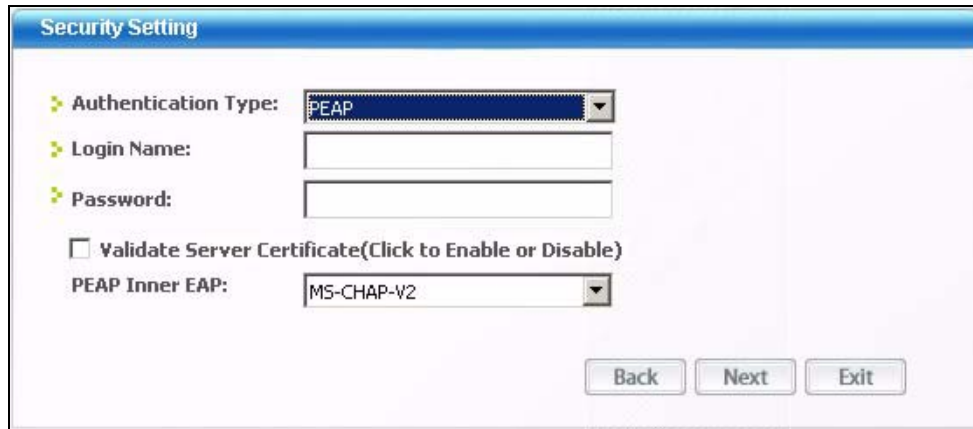 Security Setting
Authentication Type: PEAP
Login Name:
Password:
Validate Server Certificate(Click to Enable or Disable)
PEAP Inner EAP: MS-CHAP-V2
Back Next Exit